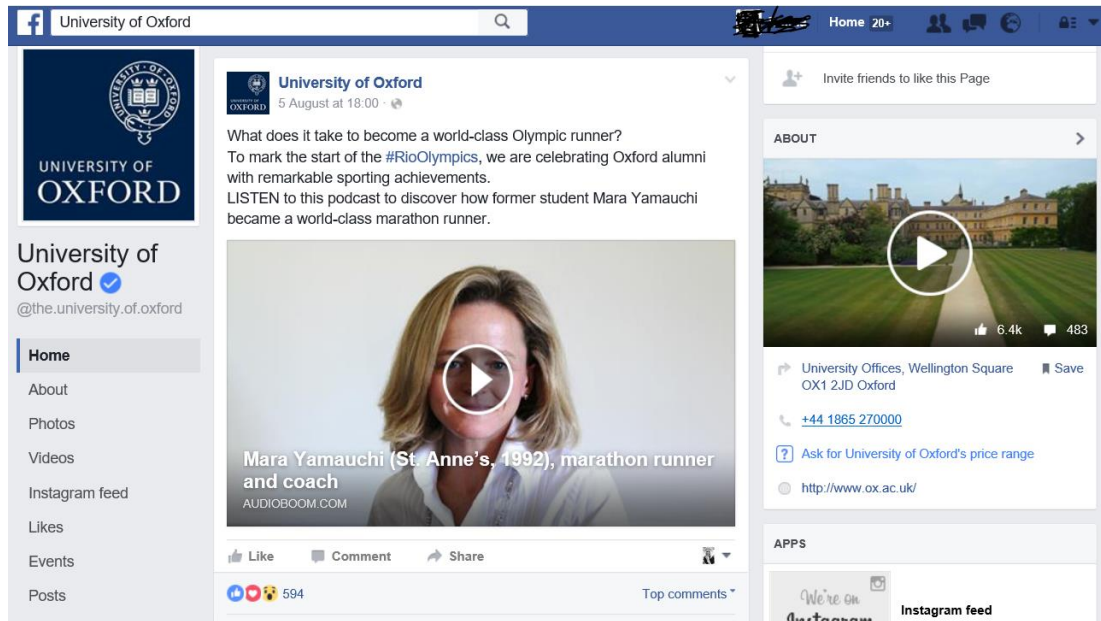 University of Oxford
Home 20+
UNIVERSITY OF
OXFORD
University of
Oxford
@the.university.of.oxford
Home
About
Photos
Videos
Instagram feed
Likes
Events
Posts
UNIVERSITY OF
OXFORD
University of Oxford
5 August at 18:00 ·
What does it take to become a world-class Olympic runner?
To mark the start of the #RioOlympics, we are celebrating Oxford alumni
with remarkable sporting achievements.
LISTEN to this podcast to discover how former student Mara Yamauchi
became a world-class marathon runner.
Mara Yamauchi (St. Anne's, 1992), marathon runner
and coach
AUDIOBOOM.COM
Like Comment Share
594 Top comments
Invite friends to like this Page
ABOUT
6.4k 483
University Offices, Wellington Square Save
OX1 2JD Oxford
+44 1865 270000
Ask for University of Oxford's price range
http://www.ox.ac.uk/
APPS
We're on
Instagram
Instagram feed